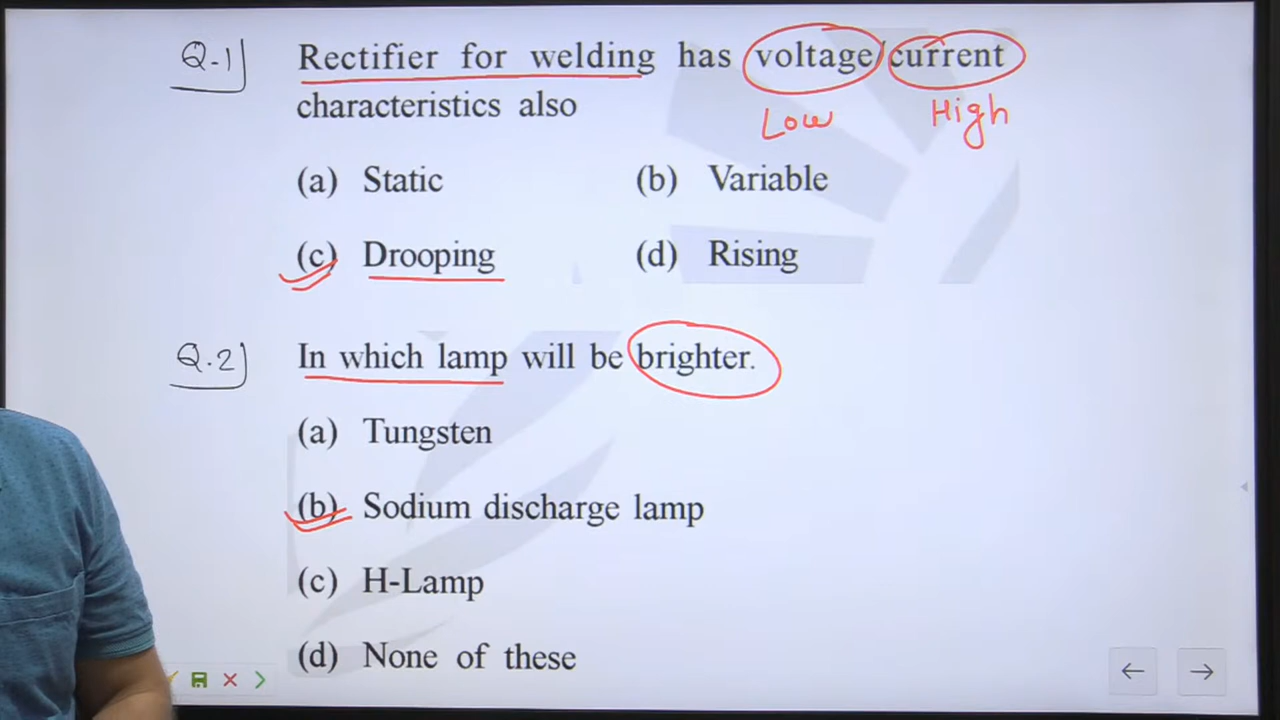 Q.1 Rectifier for welding has voltage/current
characteristics also
Low High
(a) Static (b) Variable
(c) Drooping (d) Rising
Q.2 In which lamp will be brighter.
(a) Tungsten
(b) Sodium discharge lamp
(c) H-Lamp
(d) None of these